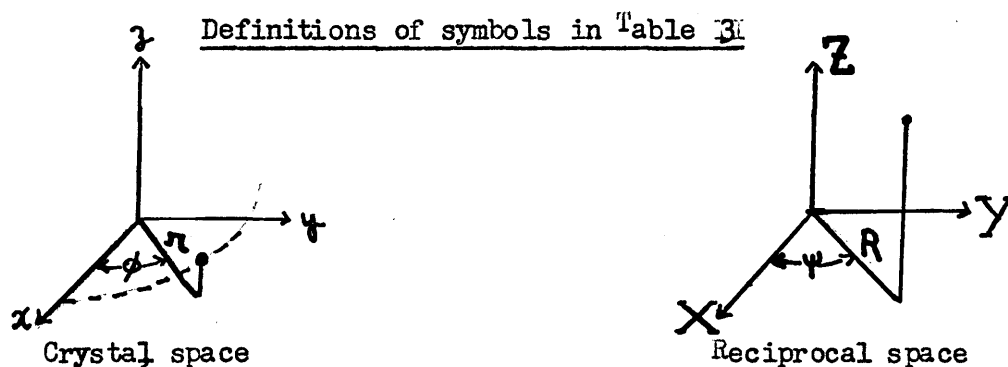 Definitions of symbols in Table 3
z
y
x
r
φ
Crystal space
Z
Y
X
R
ψ
Reciprocal space